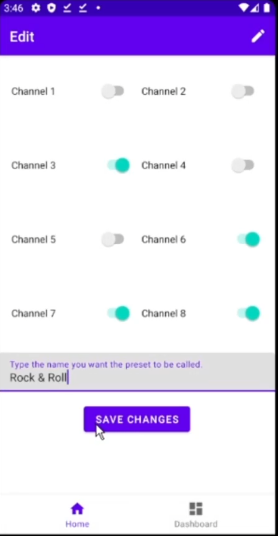 3:46
Edit
Channel 1 Channel 2
Channel 3 Channel 4
Channel 5 Channel 6
Channel 7 Channel 8
Type the name you want the preset to be called.
Rock & Roll
SAVE CHANGES
Home Dashboard